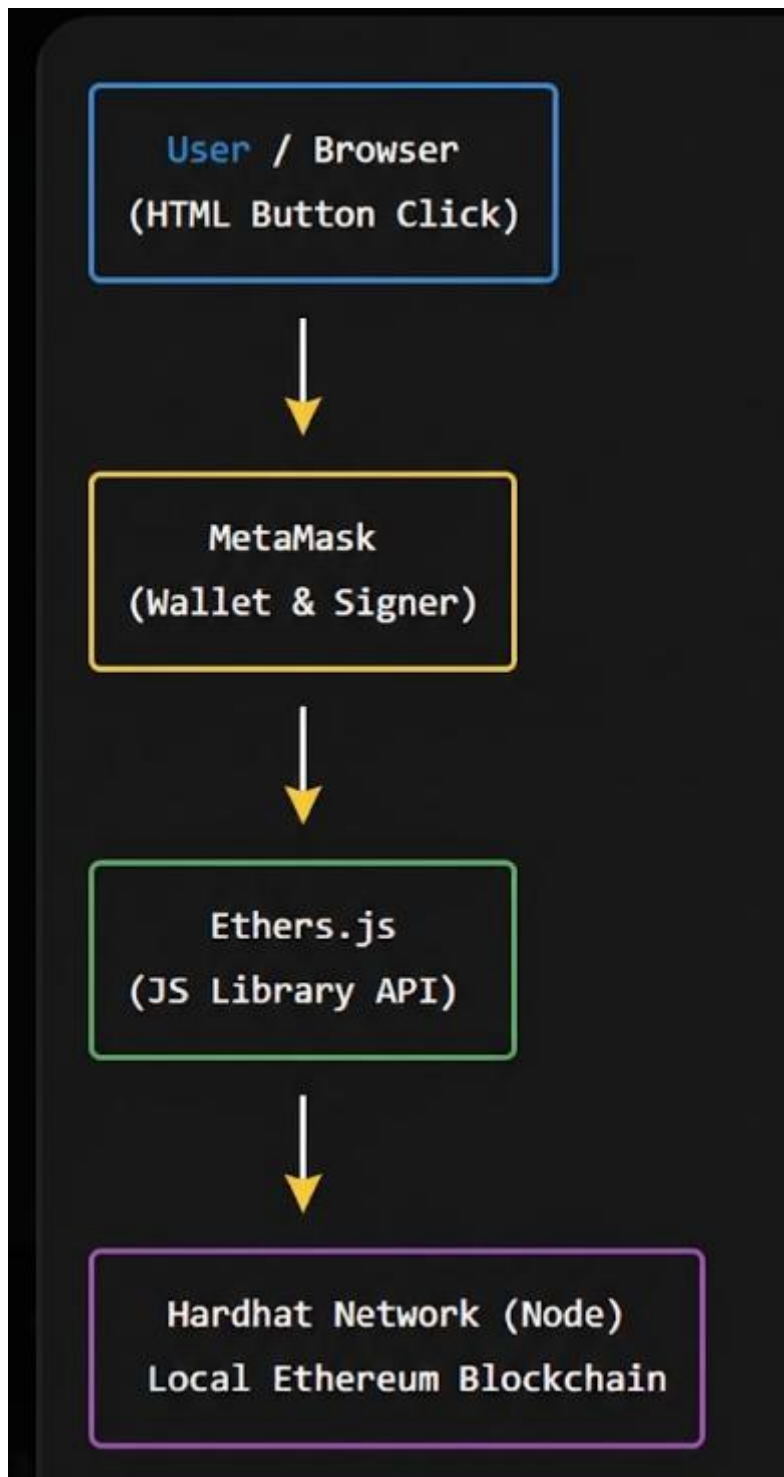 User / Browser
(HTML Button Click)
MetaMask
(Wallet & Signer)
Ethers.js
(JS Library API)
Hardhat Network (Node)
Local Ethereum Blockchain